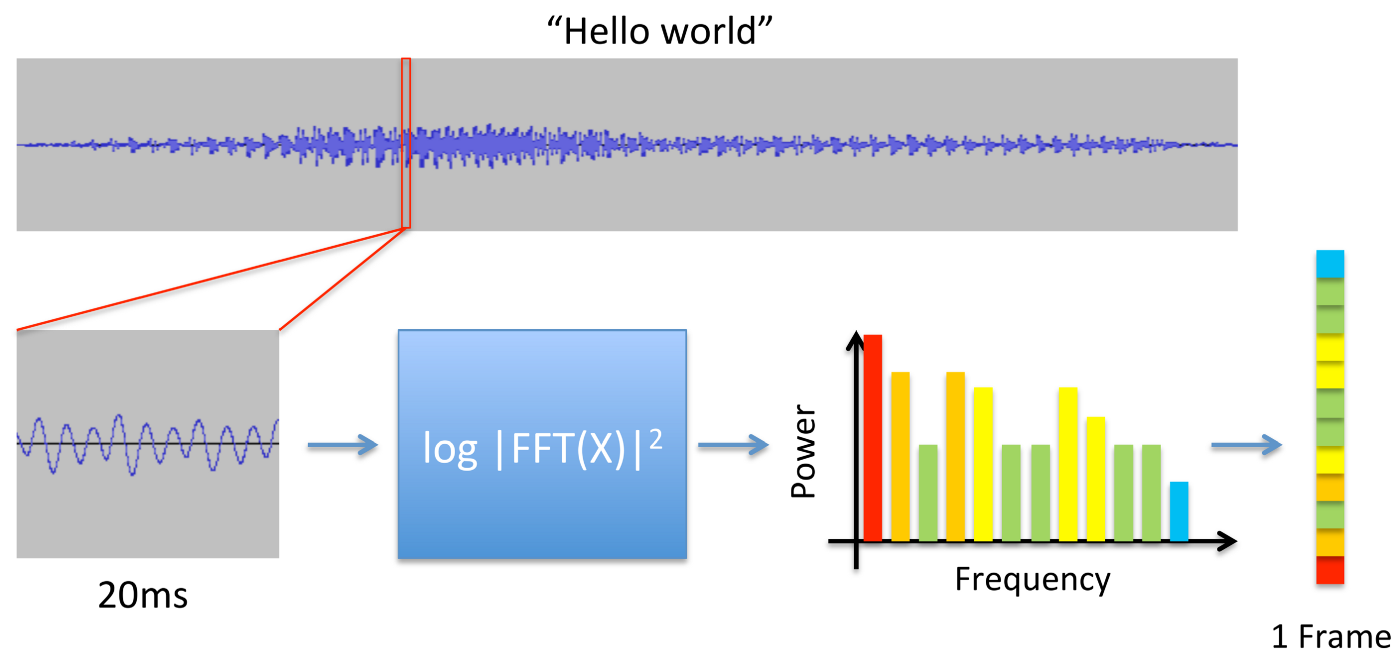 “Hello world”
20ms
log |FFT(X)|²
Power
Frequency
1 Frame